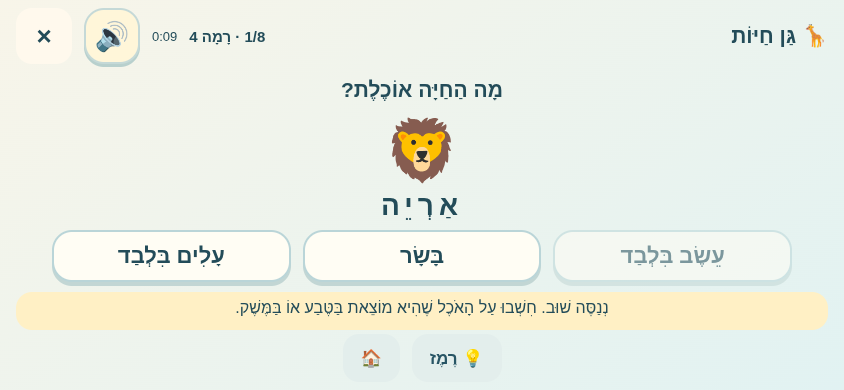 גַּן חַיּוֹת
1/8 · רָמָה 4
0:09
×
מָה הַחַיָּה אוֹכֶלֶת?
אַרְיֵה
עֵשֶׂב בִּלְבַד
בָּשָׂר
עָלִים בִּלְבַד
נְנַסֶּה שׁוּב. חִשְׁבוּ עַל הָאֹכֶל שֶׁהִיא מוֹצֵאת בַּטֶּבַע אוֹ בַּמֶּשֶׁק.
רֶמֶז